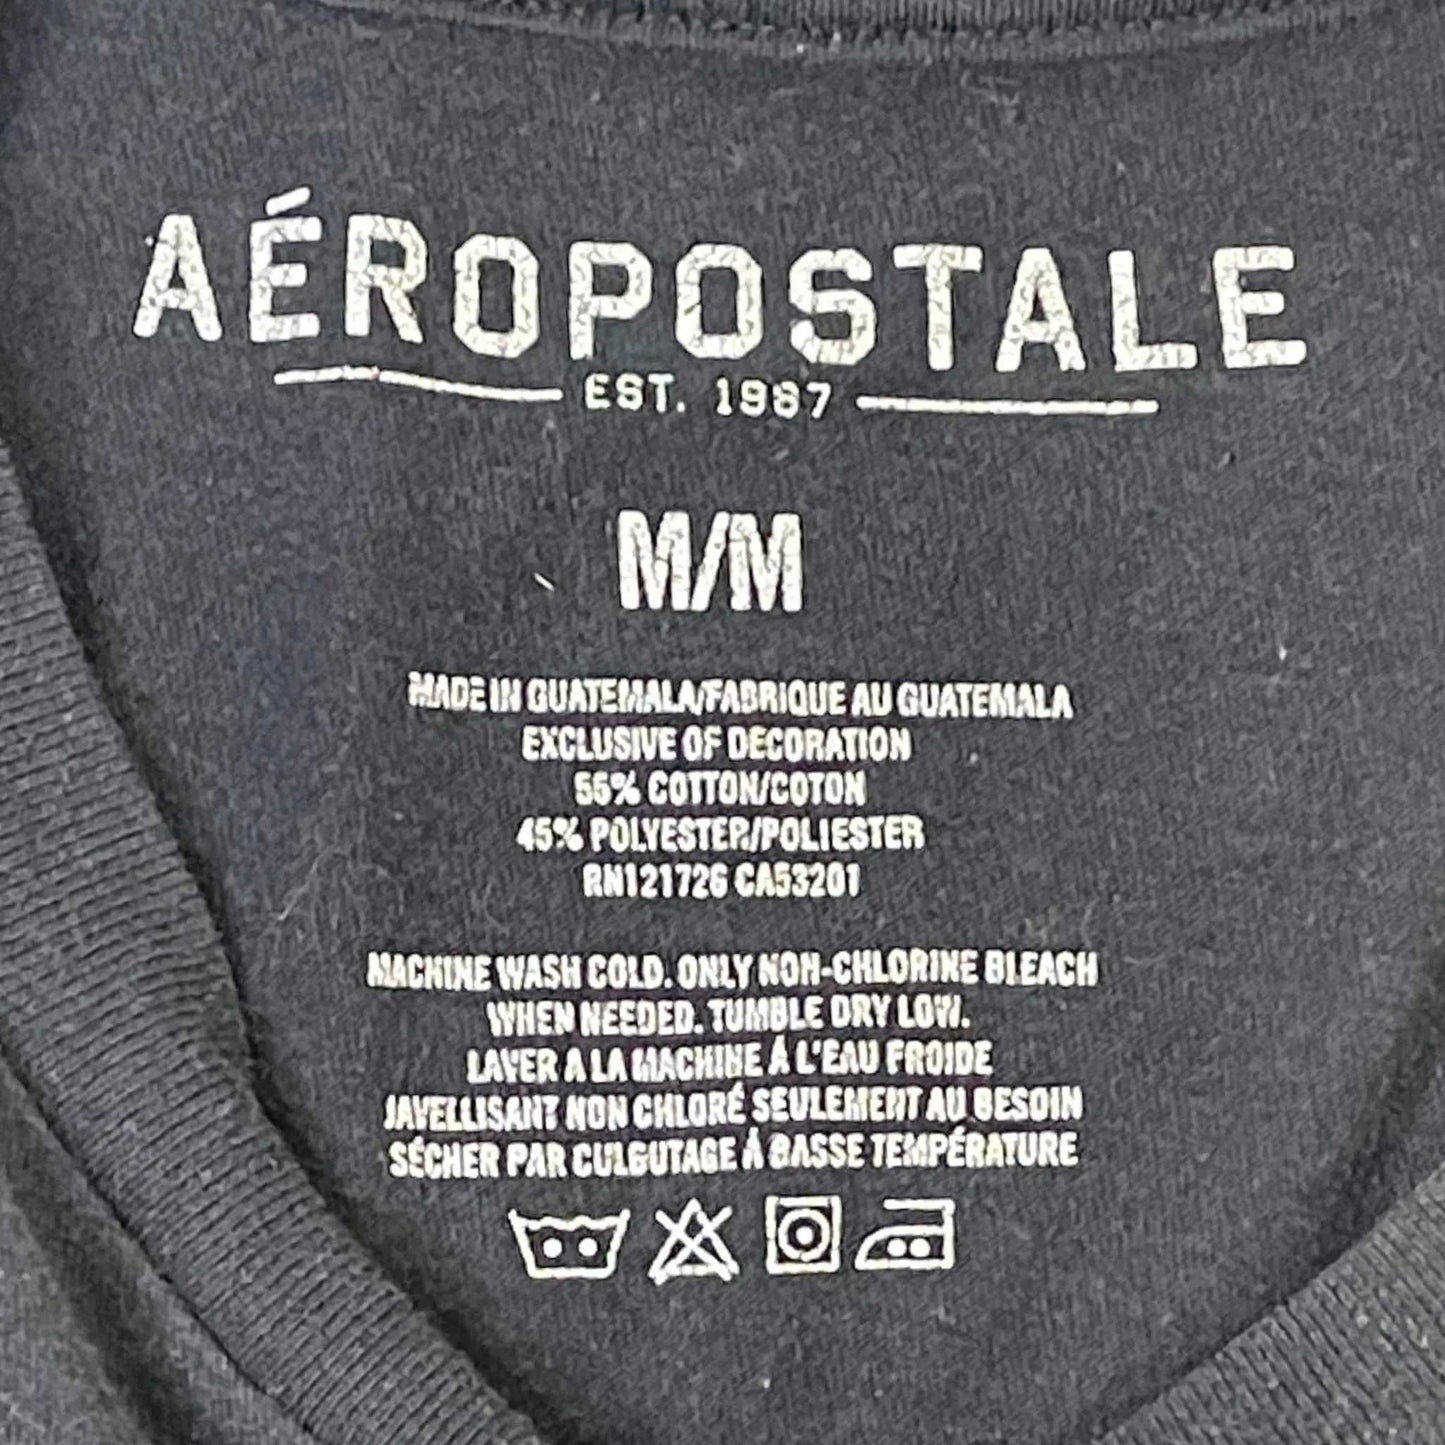 AÉROPOSTALE
EST. 1987
M/M
MADE IN GUATEMALA/FABRIQUE AU GUATEMALA
EXCLUSIVE OF DECORATION
55% COTTON/COTON
45% POLYESTER/POLIESTER
RN121726 CA53201
MACHINE WASH COLD. ONLY NON-CHLORINE BLEACH
WHEN NEEDED. TUMBLE DRY LOW.
LAVER A LA MACHINE À L'EAU FROIDE
JAVELLISANT NON CHLORÉ SEULEMENT AU BESOIN
SÉCHER PAR CULBUTAGE À BASSE TEMPÉRATURE